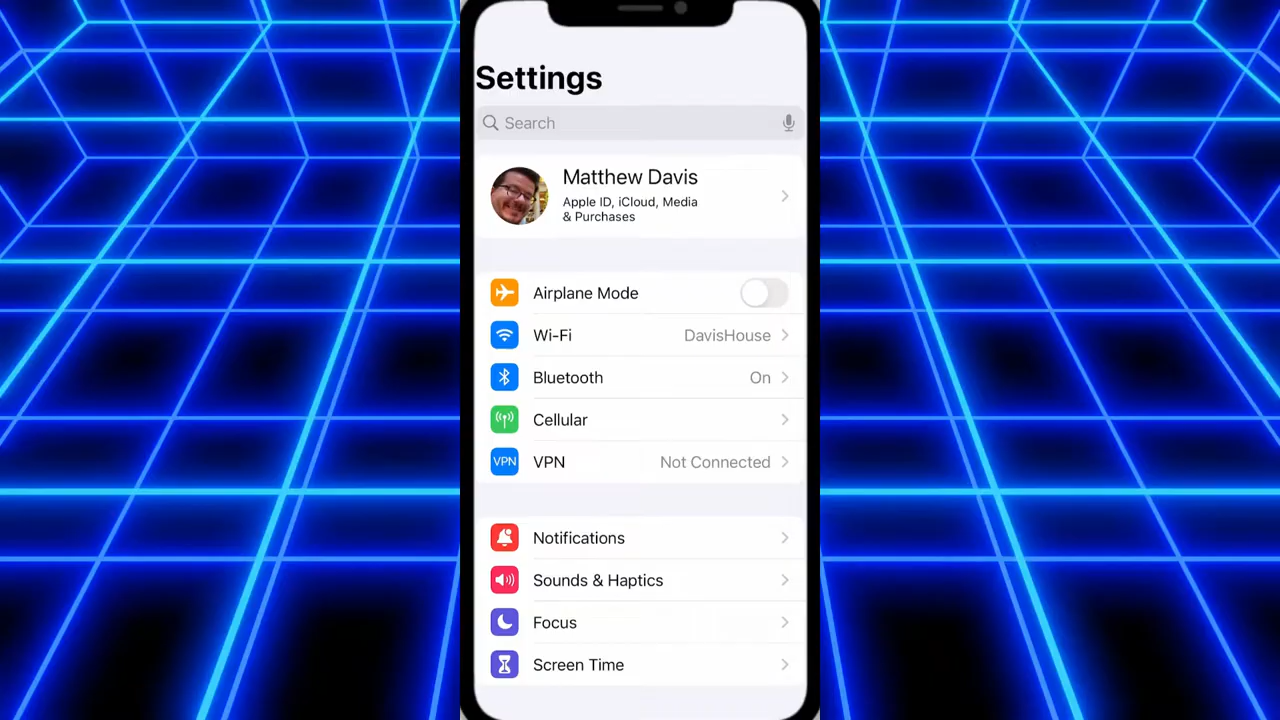 Settings
Search
Matthew Davis
Apple ID, iCloud, Media
& Purchases
Airplane Mode
Wi-Fi DavisHouse
Bluetooth On
Cellular
VPN VPN Not Connected
Notifications
Sounds & Haptics
Focus
Screen Time